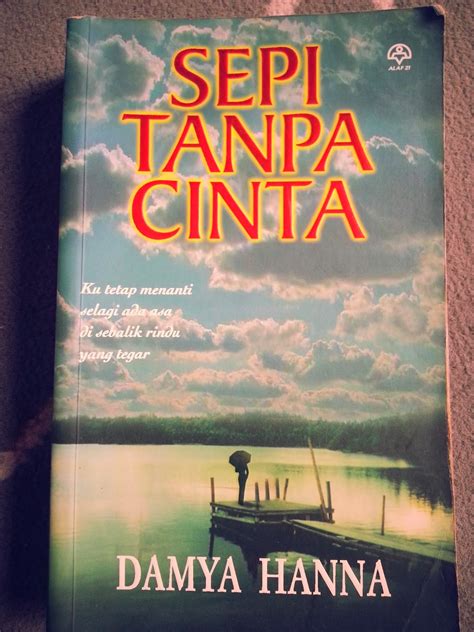 SEPI
TANPA
CINTA
ALAF 21
Ku tetap menanti
selagi ada asa
di sebalik rindu
yang tegar
DAMYA HANNA